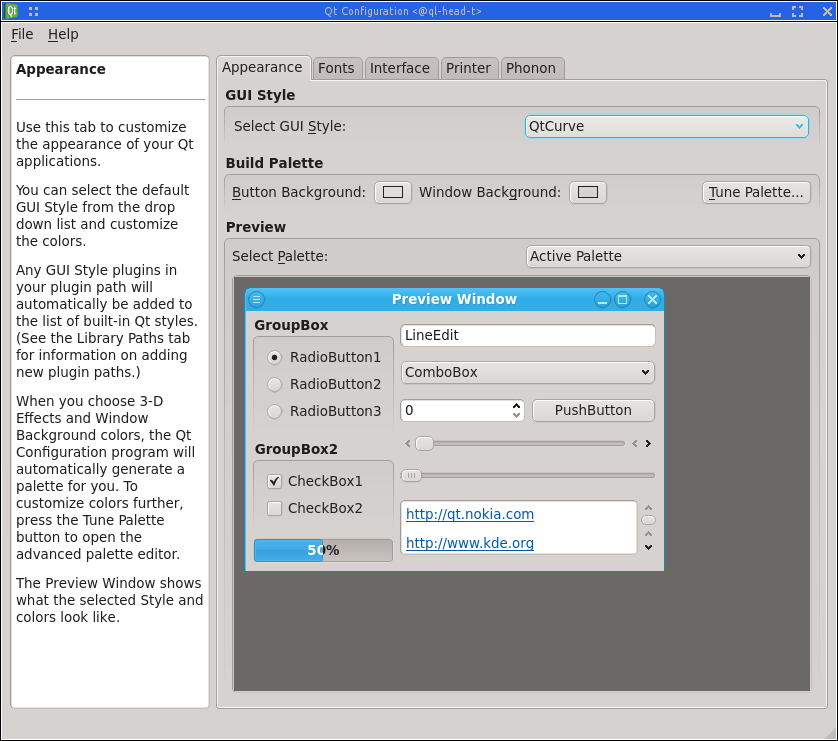 Qt Configuration <@ql-head-t>
File Help
Appearance
Use this tab to customize
the appearance of your Qt
applications.
You can select the default
GUI Style from the drop
down list and customize
the colors.
Any GUI Style plugins in
your plugin path will
automatically be added to
the list of built-in Qt styles.
(See the Library Paths tab
for information on adding
new plugin paths.)
When you choose 3-D
Effects and Window
Background colors, the Qt
Configuration program will
automatically generate a
palette for you. To
customize colors further,
press the Tune Palette
button to open the
advanced palette editor.
The Preview Window shows
what the selected Style and
colors look like.
Appearance Fonts Interface Printer Phonon
GUI Style
Select GUI Style: QtCurve
Build Palette
Button Background: Window Background: Tune Palette...
Preview
Select Palette: Active Palette
Preview Window
GroupBox
RadioButton1
RadioButton2
RadioButton3
GroupBox2
CheckBox1
CheckBox2
50%
LineEdit
ComboBox
0 PushButton
http://qt.nokia.com
http://www.kde.org